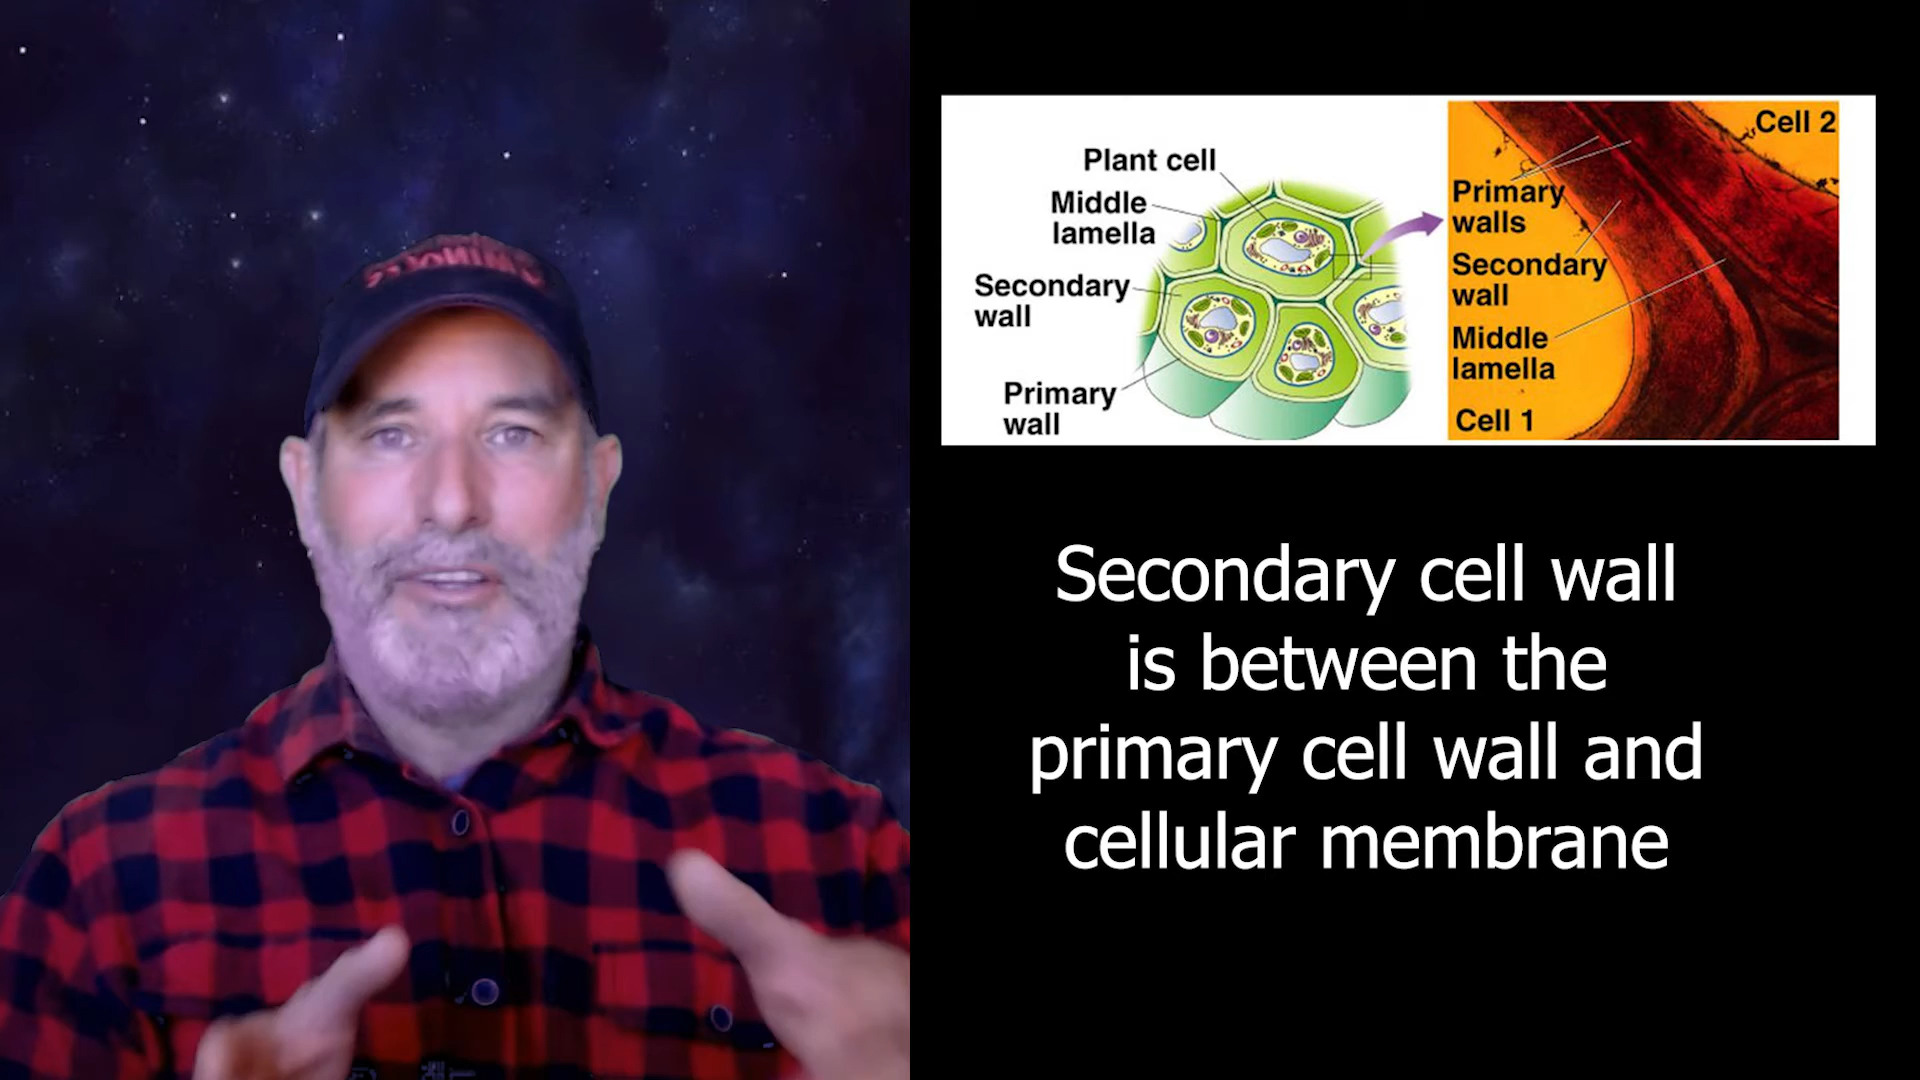 Plant cell
Middle
lamella
Secondary
wall
Primary
wall
Cell 2
Primary
walls
Secondary
wall
Middle
lamella
Cell 1
Secondary cell wall
is between the
primary cell wall and
cellular membrane